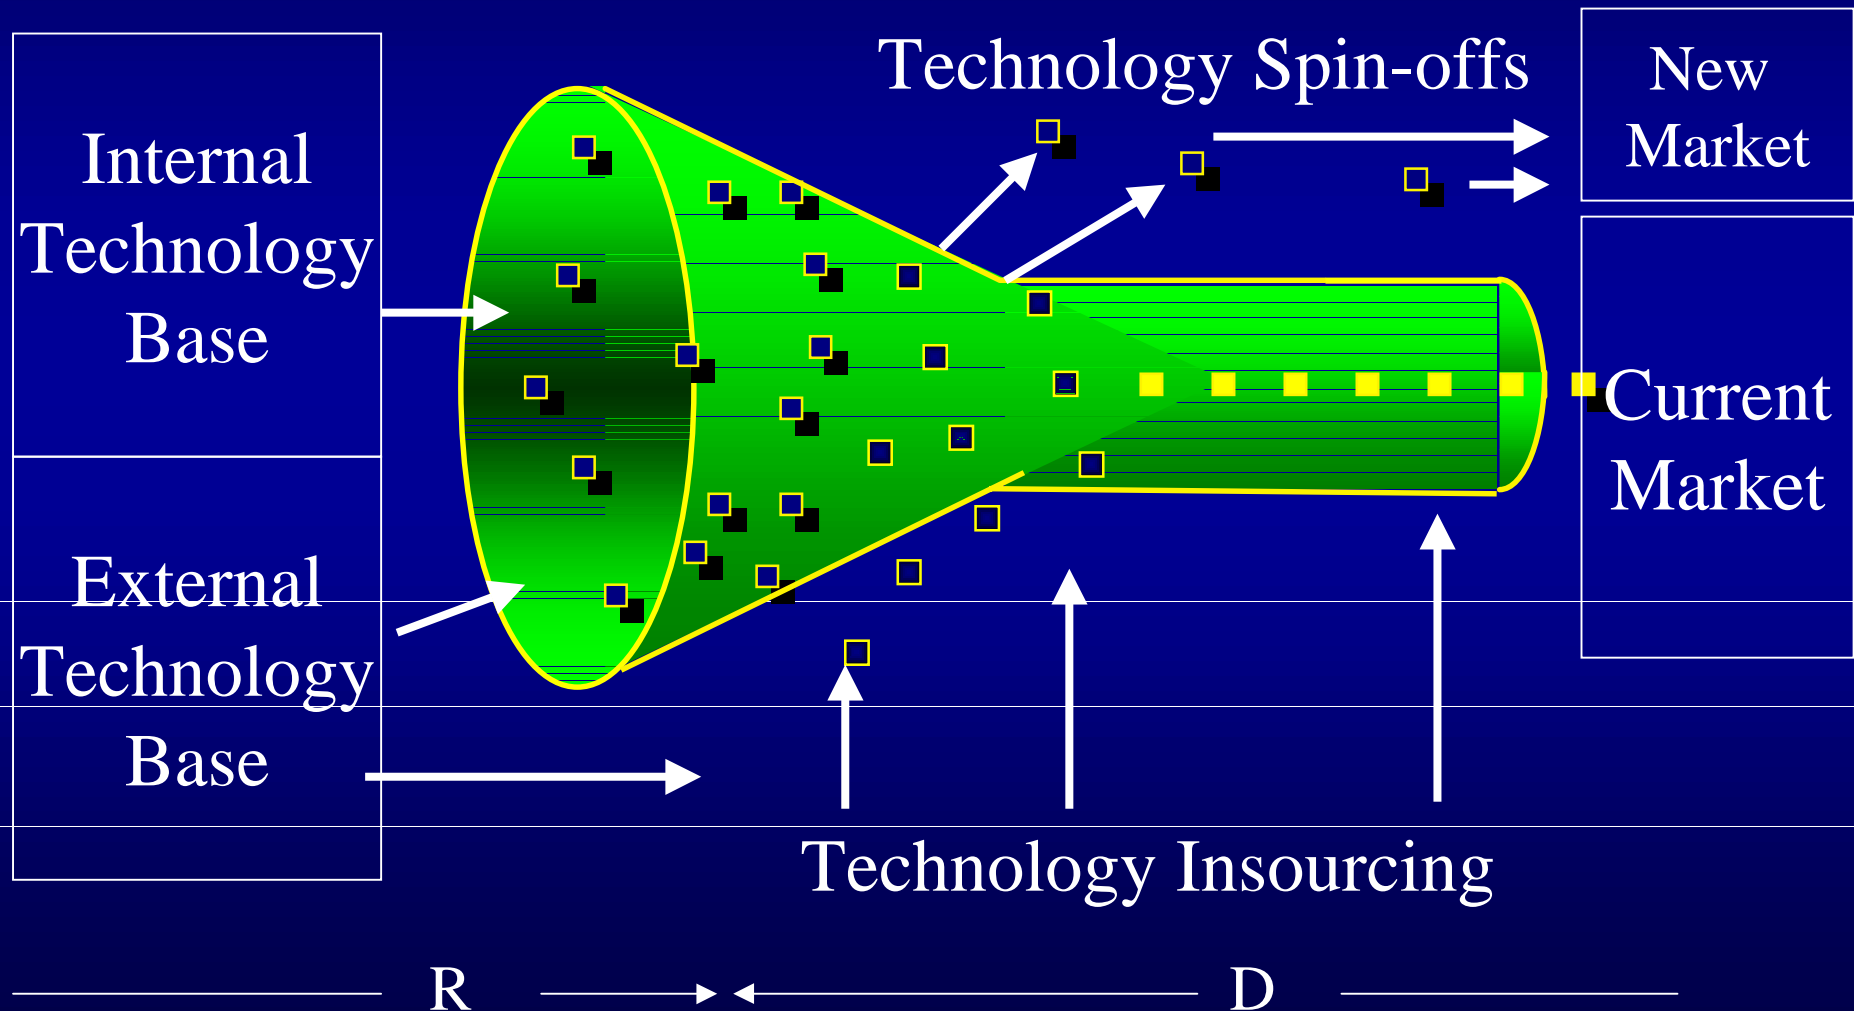 Internal
Technology
Base
External
Technology
Base
Technology Spin-offs
New
Market
Current
Market
Technology Insourcing
R
D